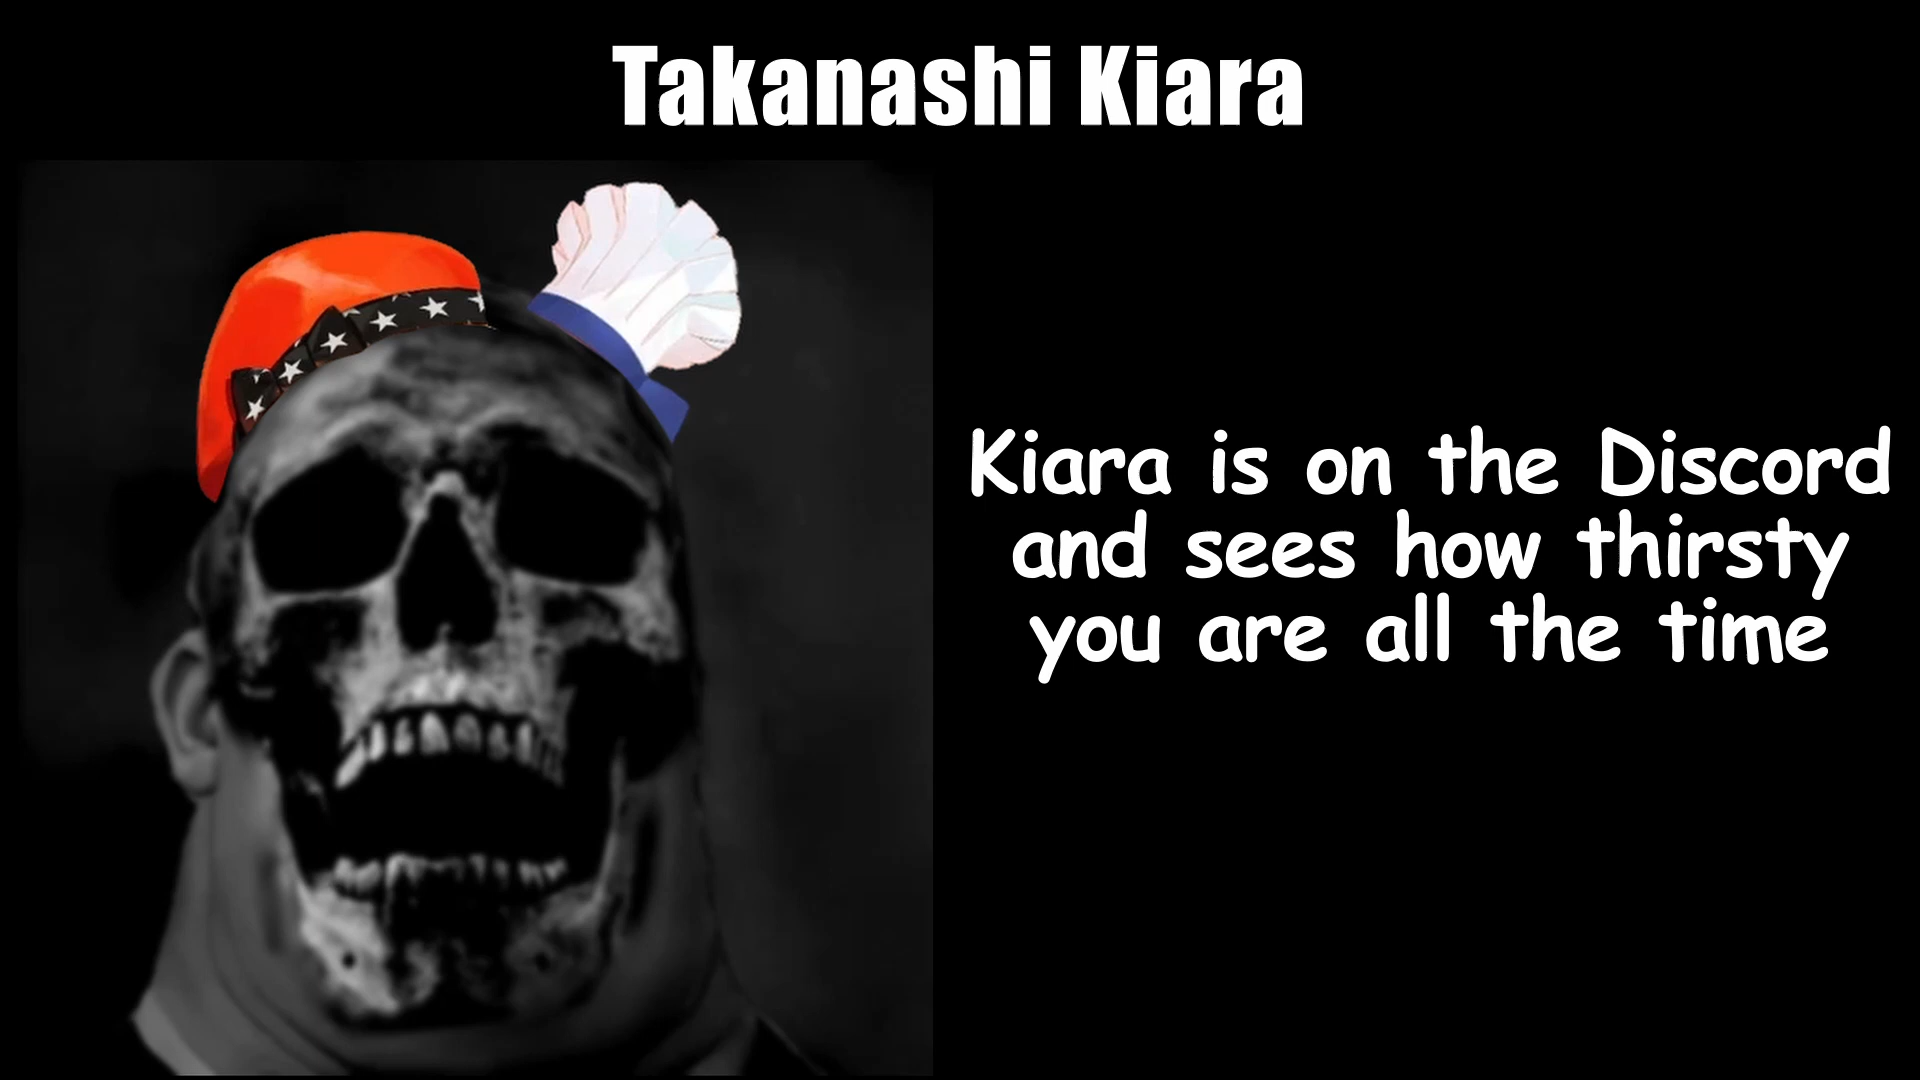 Takanashi Kiara
Kiara is on the Discord
and sees how thirsty
you are all the time